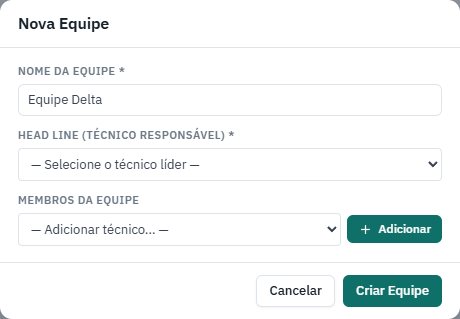 Nova Equipe
NOME DA EQUIPE *
Equipe Delta
HEAD LINE (TÉCNICO RESPONSÁVEL) *
— Selecione o técnico líder —
MEMBROS DA EQUIPE
— Adicionar técnico... —
+ Adicionar
Cancelar
Criar Equipe